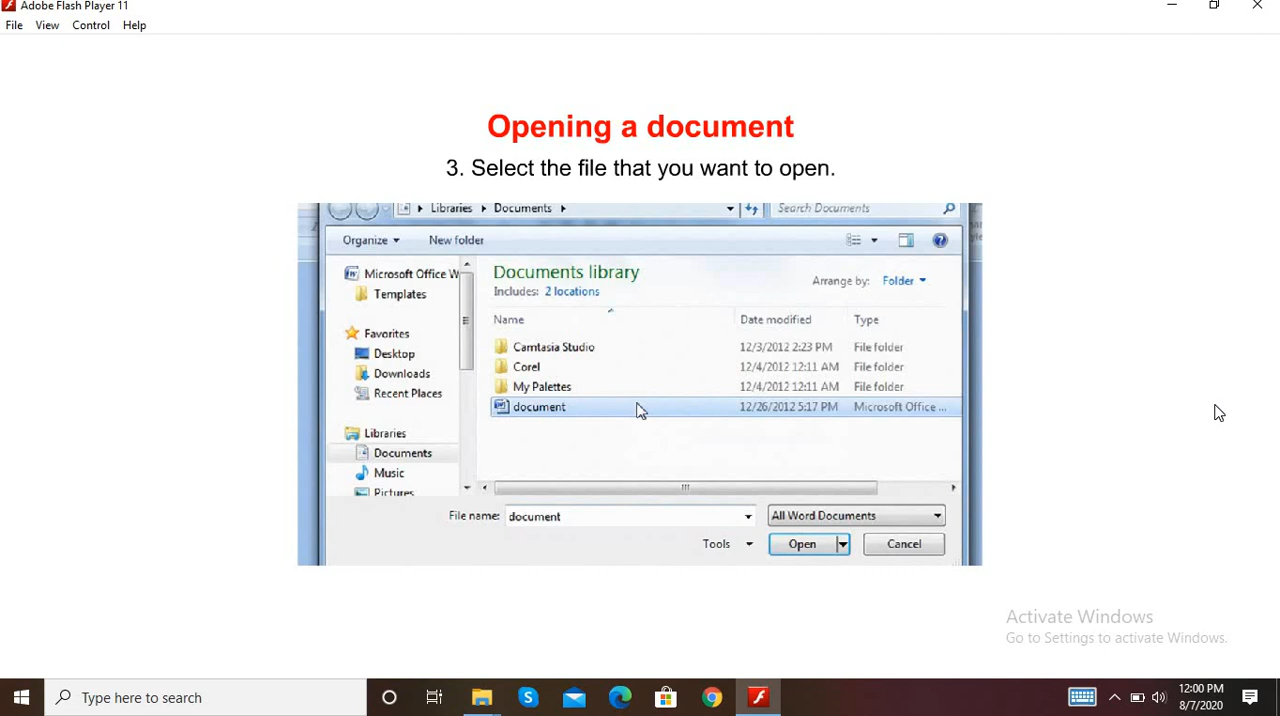 Adobe Flash Player 11
File View Control Help
Opening a document
3. Select the file that you want to open.
Libraries Documents Search Documents
Organize New folder
Microsoft Office W
Templates
Favorites
Desktop
Downloads
Recent Places
Libraries
Documents
Music
Pictures
Documents library
Includes: 2 locations
Arrange by: Folder
Name Date modified Type
Camtasia Studio 12/3/2012 2:23 PM File folder
Corel 12/4/2012 12:11 AM File folder
My Palettes 12/4/2012 12:11 AM File folder
document 12/26/2012 5:17 PM Microsoft Office ...
File name: document All Word Documents
Tools Open Cancel
Activate Windows
Go to Settings to activate Windows.
Type here to search
12:00 PM
8/7/2020